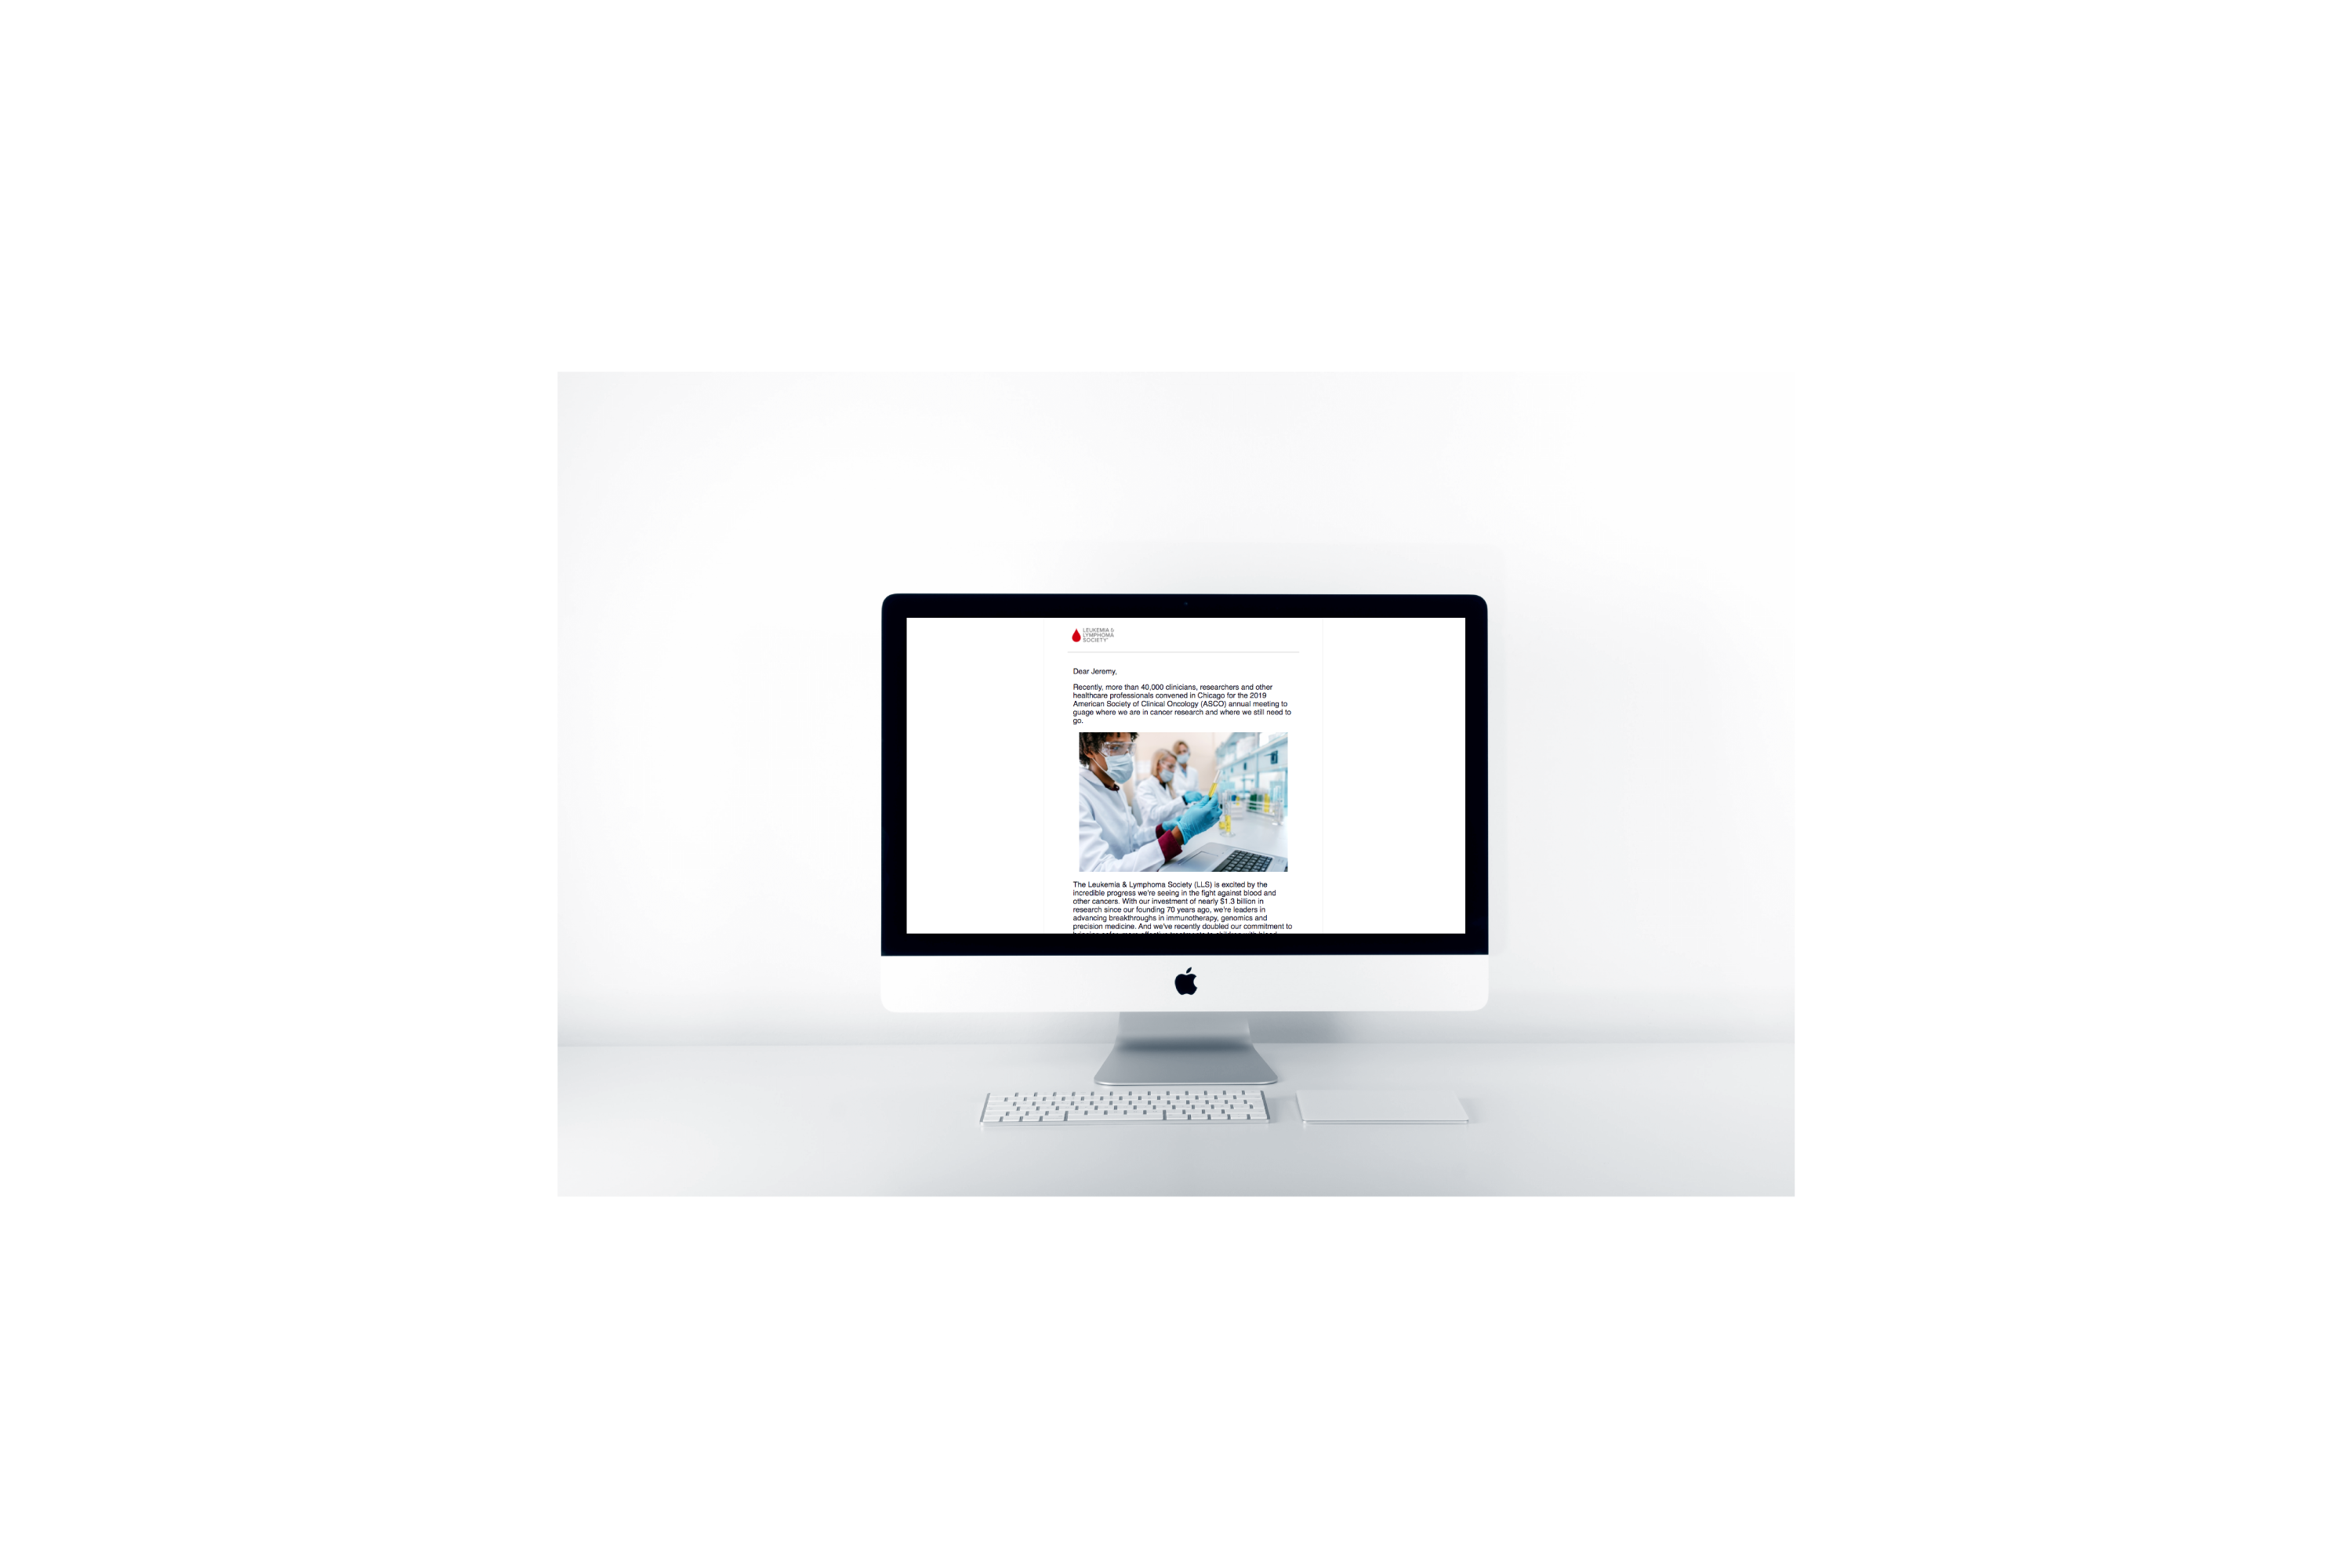 LEUKEMIA &
LYMPHOMA
SOCIETY®
Dear Jeremy,
Recently, more than 40,000 clinicians, researchers and other
healthcare professionals convened in Chicago for the 2019
American Society of Clinical Oncology (ASCO) annual meeting to
guage where we are in cancer research and where we still need to
go.
The Leukemia & Lymphoma Society (LLS) is excited by the
incredible progress we're seeing in the fight against blood and
other cancers. With our investment of nearly $1.3 billion in
research since our founding 70 years ago, we're leaders in
advancing breakthroughs in immunotherapy, genomics and
precision medicine. And we've recently doubled our commitment to